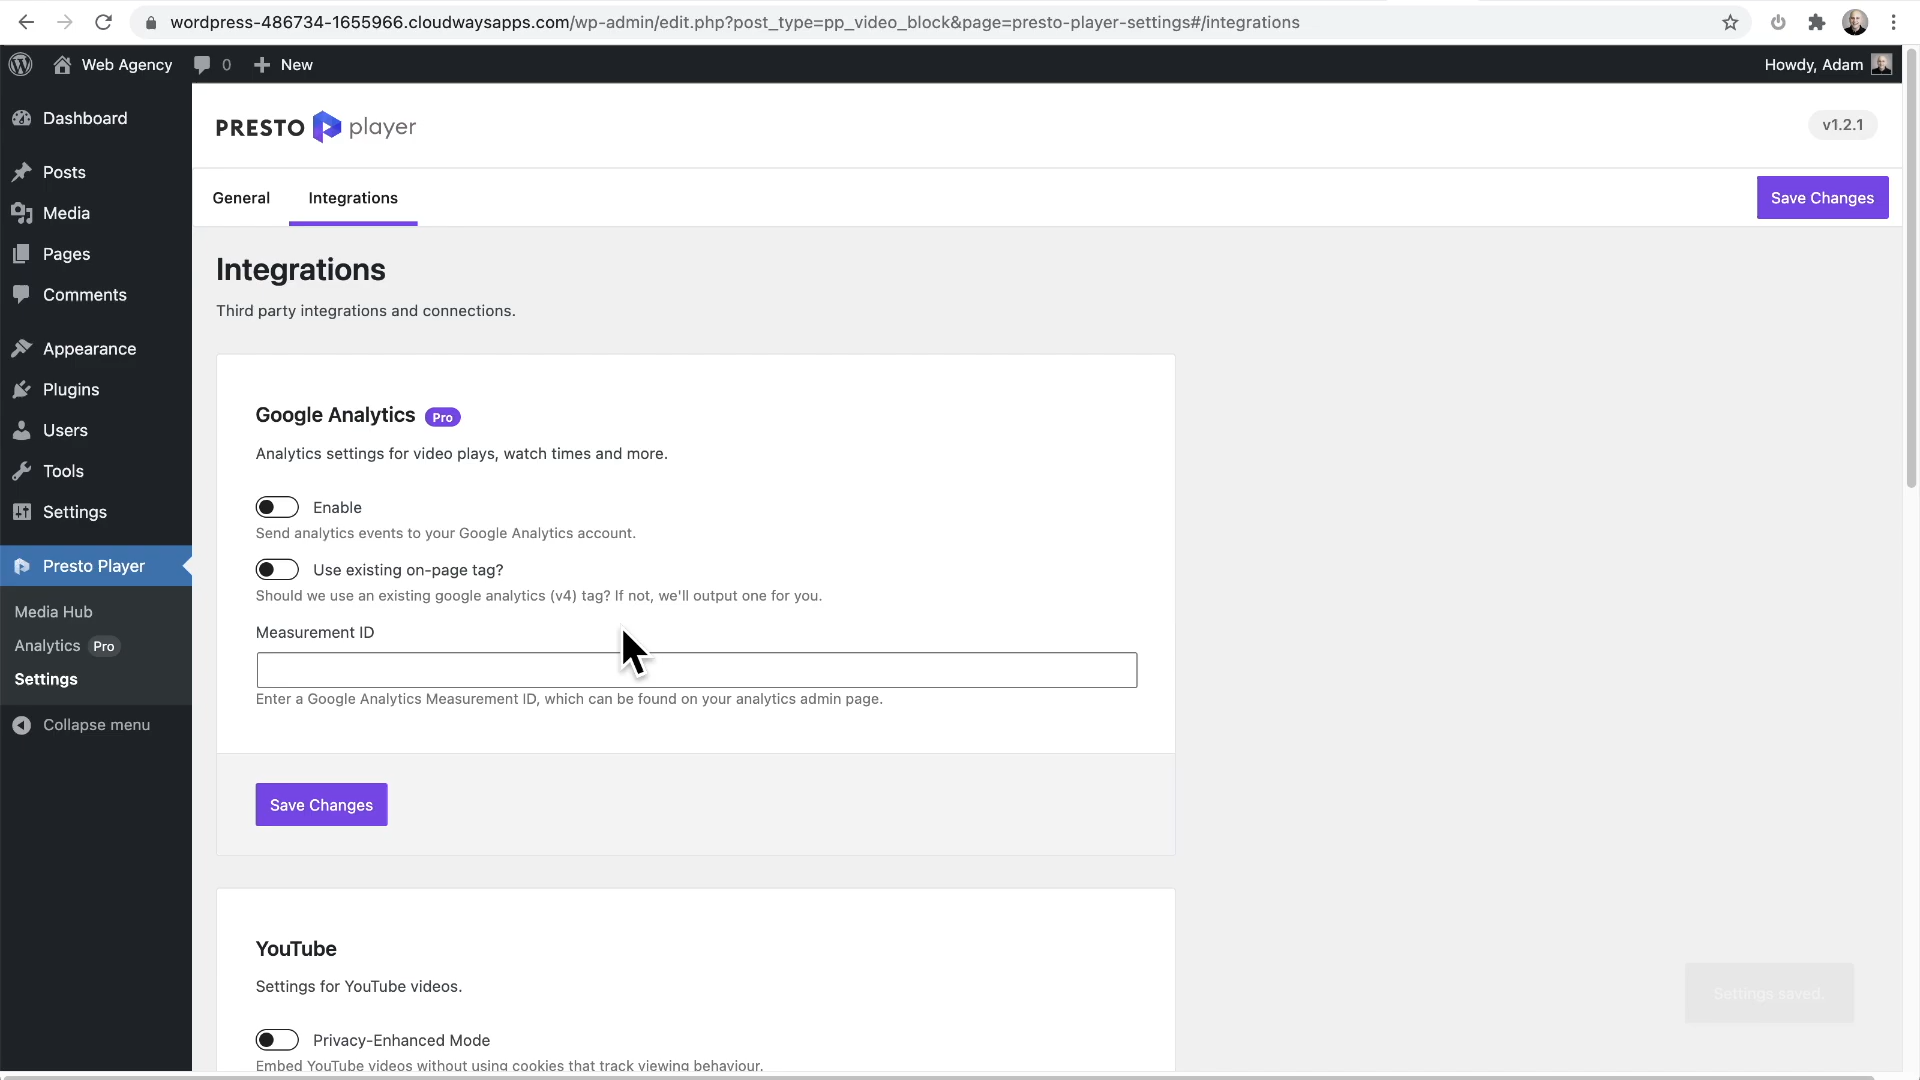 wordpress-486734-1655966.cloudwaysapps.com/wp-admin/edit.php?post_type=pp_video_block&page=presto-player-settings#/integrations
Web Agency
0
New
Howdy, Adam
Dashboard
Posts
Media
Pages
Comments
Appearance
Plugins
Users
Tools
Settings
Presto Player
Media Hub
Analytics Pro
Settings
Collapse menu
PRESTO player
v1.2.1
General
Integrations
Save Changes
Integrations
Third party integrations and connections.
Google Analytics Pro
Analytics settings for video plays, watch times and more.
Enable
Send analytics events to your Google Analytics account.
Use existing on-page tag?
Should we use an existing google analytics (v4) tag? If not, we'll output one for you.
Measurement ID
Enter a Google Analytics Measurement ID, which can be found on your analytics admin page.
Save Changes
YouTube
Settings for YouTube videos.
Privacy-Enhanced Mode
Embed YouTube videos without using cookies that track viewing behaviour.
Settings saved.